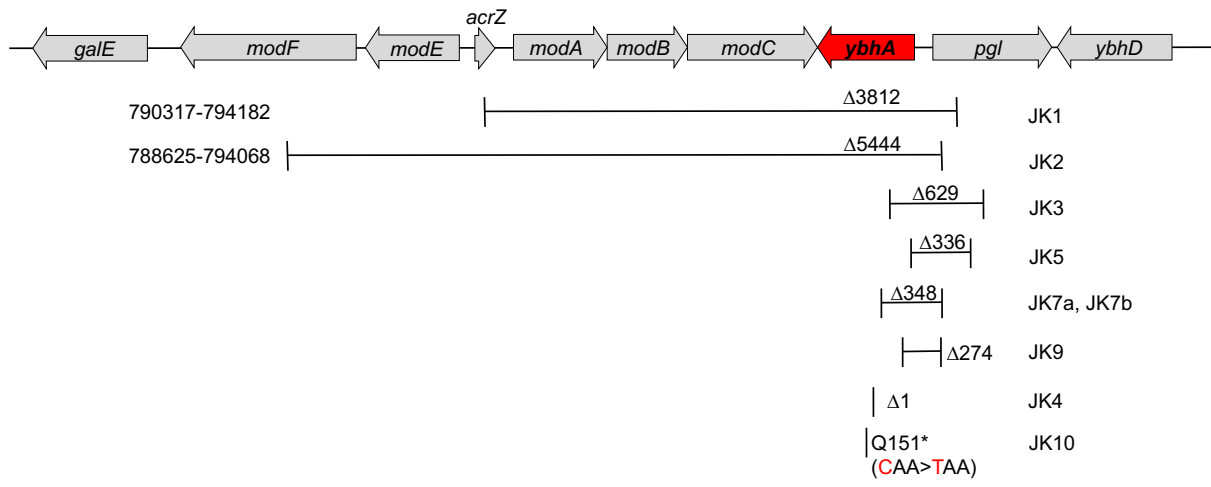 acrZ
galE modF modE modA modB modC ybhA pgl ybhD
790317-794182 Δ3812 JK1
788625-794068 Δ5444 JK2
Δ629 JK3
Δ336 JK5
Δ348 JK7a, JK7b
Δ274 JK9
Δ1 JK4
Q151* JK10
(CAA>TAA)